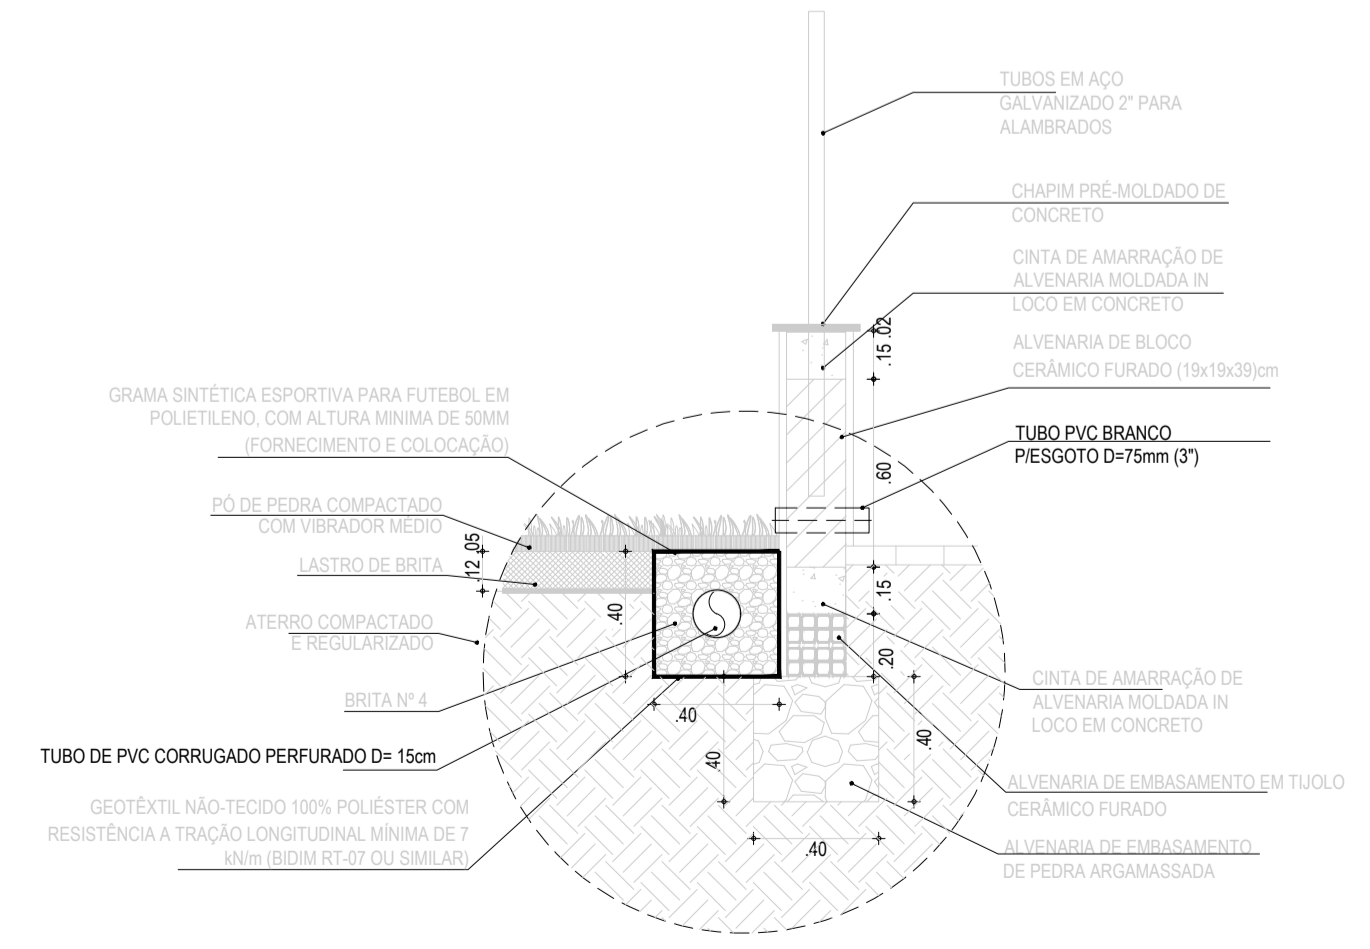 TUBOS EM AÇO
GALVANIZADO 2" PARA
ALAMBRADOS
CHAPIM PRÉ-MOLDADO DE
CONCRETO
CINTA DE AMARRAÇÃO DE
ALVENARIA MOLDADA IN
LOCO EM CONCRETO
ALVENARIA DE BLOCO
CERÂMICO FURADO (19x19x39)cm
TUBO PVC BRANCO
P/ESGOTO D=75mm (3")
GRAMA SINTÉTICA ESPORTIVA PARA FUTEBOL EM
POLIETILENO, COM ALTURA MINIMA DE 50MM
(FORNECIMENTO E COLOCAÇÃO)
PÓ DE PEDRA COMPACTADO
COM VIBRADOR MÉDIO
LASTRO DE BRITA
ATERRO COMPACTADO
E REGULARIZADO
BRITA Nº 4
TUBO DE PVC CORRUGADO PERFURADO D= 15cm
GEOTÊXTIL NÃO-TECIDO 100% POLIÉSTER COM
RESISTÊNCIA A TRAÇÃO LONGITUDINAL MÍNIMA DE 7
kN/m (BIDIM RT-07 OU SIMILAR)
.15 .02
.60
.15
.20
.12 .05
.40
.40
.40
.40
.40
CINTA DE AMARRAÇÃO DE
ALVENARIA MOLDADA IN
LOCO EM CONCRETO
ALVENARIA DE EMBASAMENTO EM TIJOLO
CERÂMICO FURADO
ALVENARIA DE EMBASAMENTO
DE PEDRA ARGAMASSADA